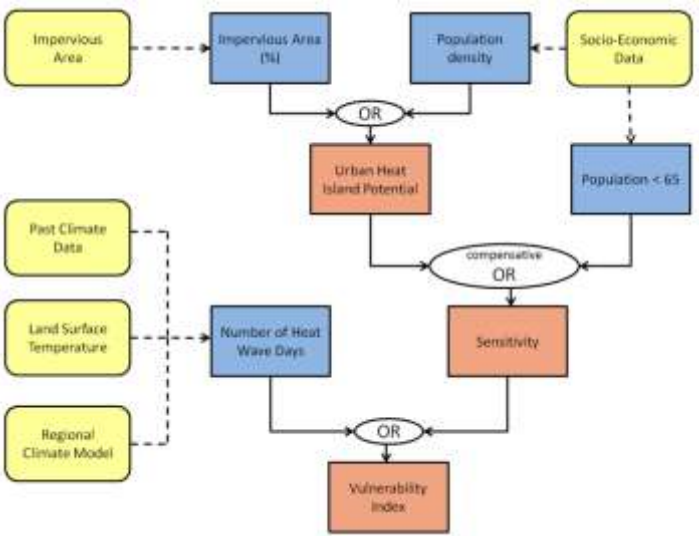 Impervious
Area
Impervious Area
(%)
Population
density
Socio-Economic
Data
OR
Urban Heat
Island Potential
Population < 65
Past Climate
Data
compensative
OR
Land Surface
Temperature
Number of Heat
Wave Days
Sensitivity
Regional
Climate Model
OR
Vulnerability
Index